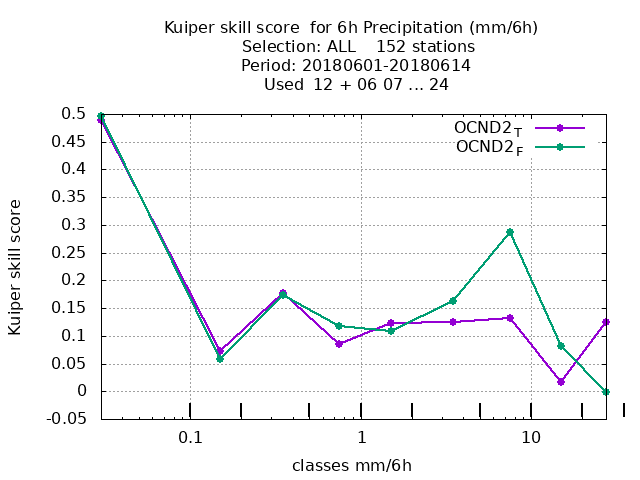 Kuiper skill score  for 6h Precipitation (mm/6h)
Selection: ALL    152 stations
Period: 20180601-20180614
Used  12 + 06 07 ... 24
OCND2T
OCND2F
Kuiper skill score
0.5
0.45
0.4
0.35
0.3
0.25
0.2
0.15
0.1
0.05
0
-0.05
0.1
1
10
classes mm/6h